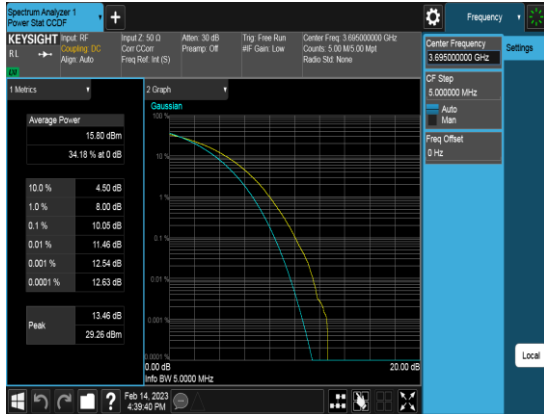 Spectrum Analyzer 1
Power Stat CCDF
+
Frequency
KEYSIGHT
RL
Input: RF
Coupling: DC
Align: Auto
Input Z: 50 Ω
Corr CCorr
Freq Ref: Int (S)
Atten: 30 dB
Preamp: Off
Trig: Free Run
#IF Gain: Low
Center Freq: 3.695000000 GHz
Counts: 5.00 M/5.00 Mpt
Radio Std: None
1 Metrics
Average Power
15.80 dBm
34.18 % at 0 dB
10.0 % 4.50 dB
1.0 % 8.00 dB
0.1 % 10.05 dB
0.01 % 11.46 dB
0.001 % 12.54 dB
0.0001 % 12.63 dB
Peak
13.46 dB
29.26 dBm
2 Graph
Gaussian
100 %
10 %
1 %
0.1 %
0.01 %
0.001 %
0.0001 %
0.00 dB 20.00 dB
Info BW 5.0000 MHz
Center Frequency
3.695000000 GHz
CF Step
5.000000 MHz
Auto
Man
Freq Offset
0 Hz
Settings
Local
?
Feb 14, 2023
4:39:40 PM